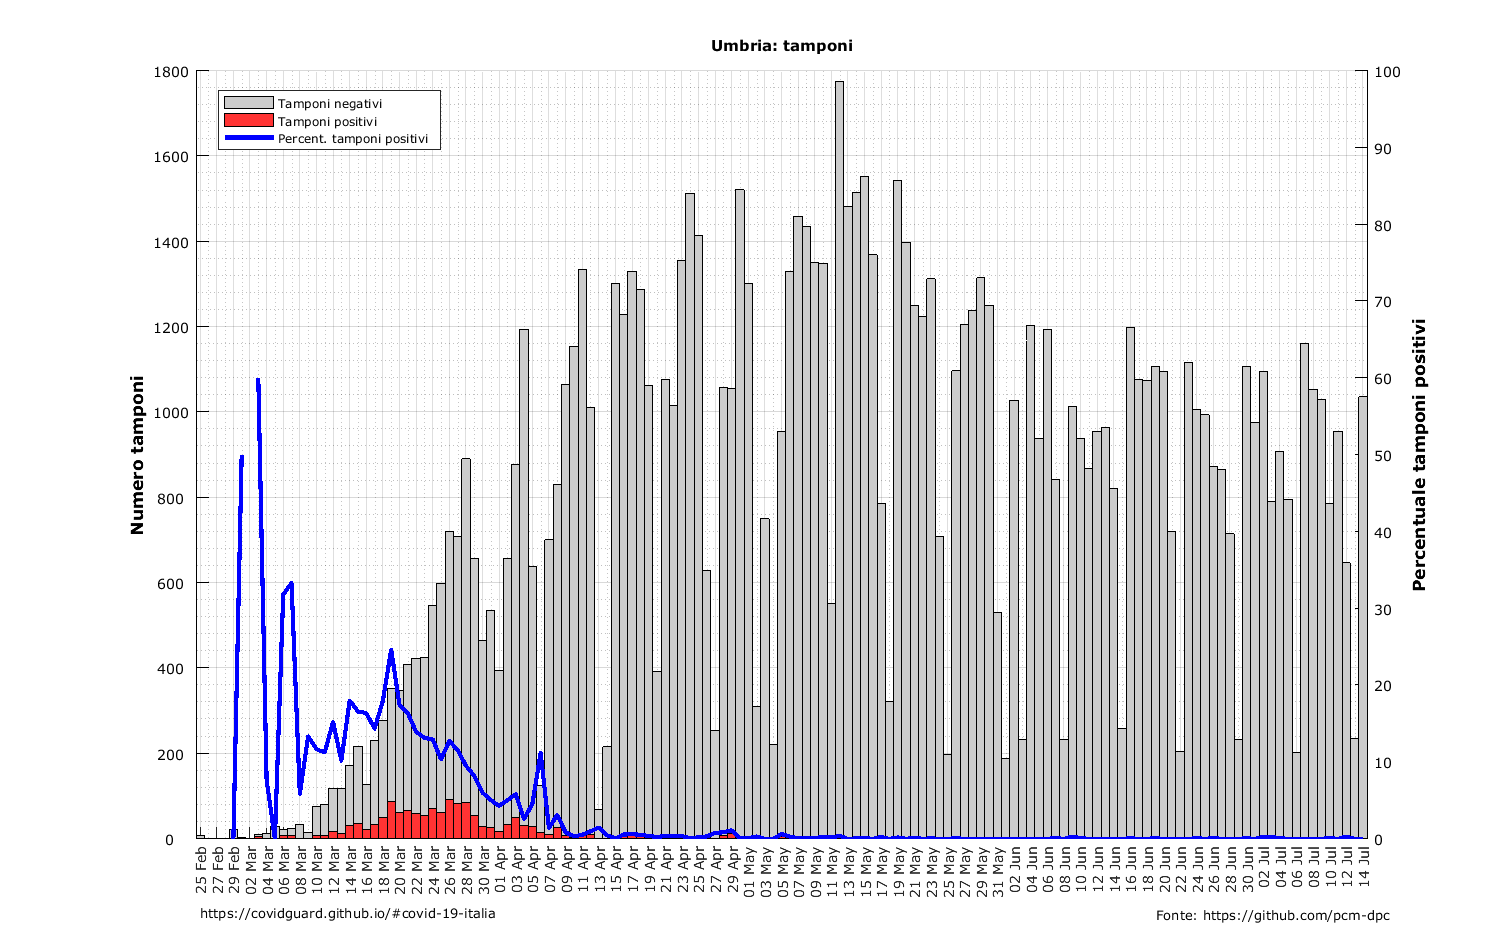 Umbria: tamponi
Tamponi negativi
Tamponi positivi
Percent. tamponi positivi
Numero tamponi
1800
1600
1400
1200
1000
800
600
400
200
0
Percentuale tamponi positivi
100
90
80
70
60
50
40
30
20
10
0
25 Feb
27 Feb
29 Feb
02 Mar
04 Mar
06 Mar
08 Mar
10 Mar
12 Mar
14 Mar
16 Mar
18 Mar
20 Mar
22 Mar
24 Mar
26 Mar
28 Mar
30 Mar
01 Apr
03 Apr
05 Apr
07 Apr
09 Apr
11 Apr
13 Apr
15 Apr
17 Apr
19 Apr
21 Apr
23 Apr
25 Apr
27 Apr
29 Apr
01 May
03 May
05 May
07 May
09 May
11 May
13 May
15 May
17 May
19 May
21 May
23 May
25 May
27 May
29 May
31 May
02 Jun
04 Jun
06 Jun
08 Jun
10 Jun
12 Jun
14 Jun
16 Jun
18 Jun
20 Jun
22 Jun
24 Jun
26 Jun
28 Jun
30 Jun
02 Jul
04 Jul
06 Jul
08 Jul
10 Jul
12 Jul
14 Jul
https://covidguard.github.io/#covid-19-italia
Fonte: https://github.com/pcm-dpc